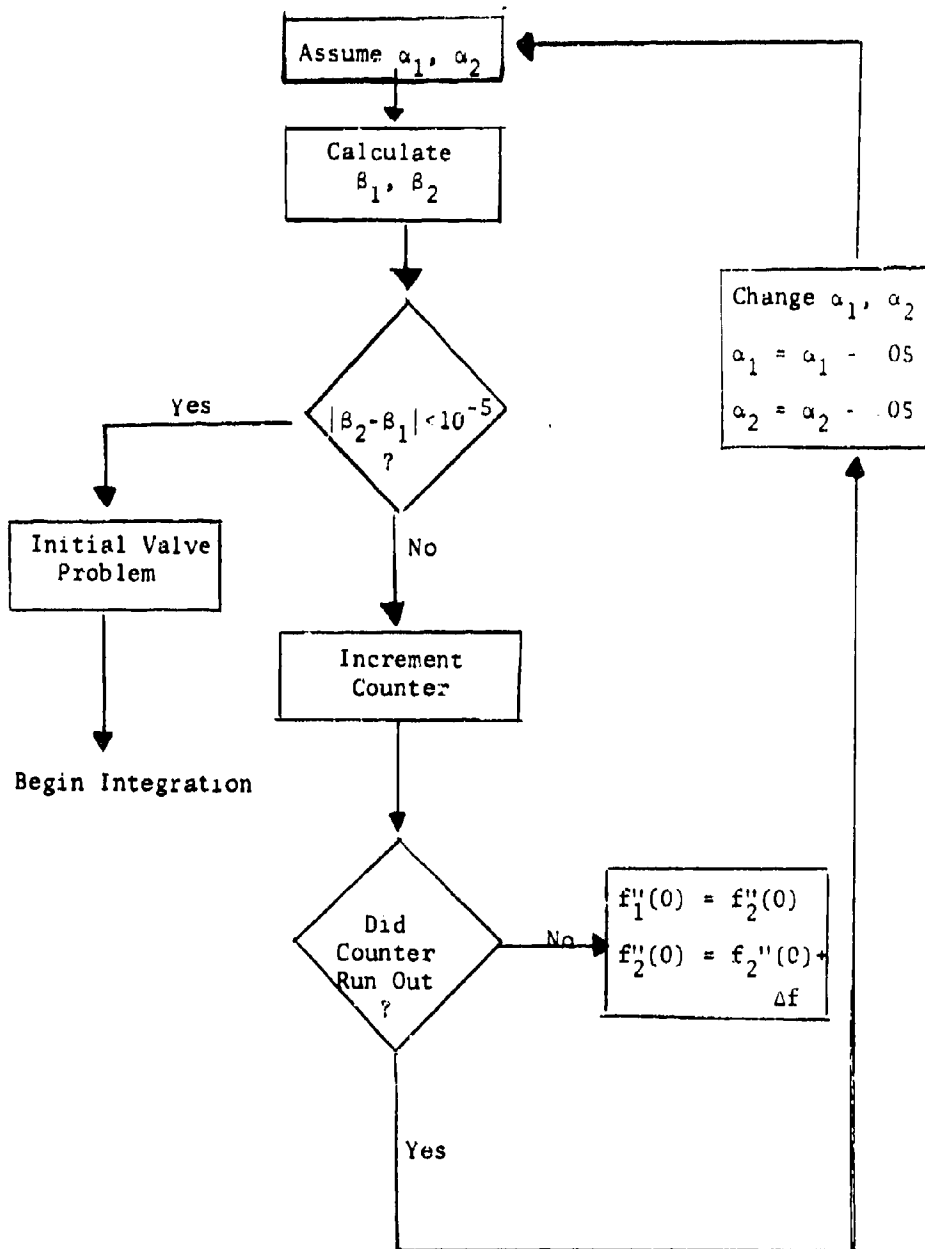 Assume α₁, α₂
Calculate
β₁, β₂
|β₂-β₁|<10⁻⁵
?
Yes
No
Initial Valve
Problem
Begin Integration
Increment
Counter
Did
Counter
Run Out
?
No
f₁''(0) = f₂''(0)
f₂''(0) = f₂''(0)+
Δf
Yes
Change α₁, α₂
α₁ = α₁ - 05
α₂ = α₂ - .05